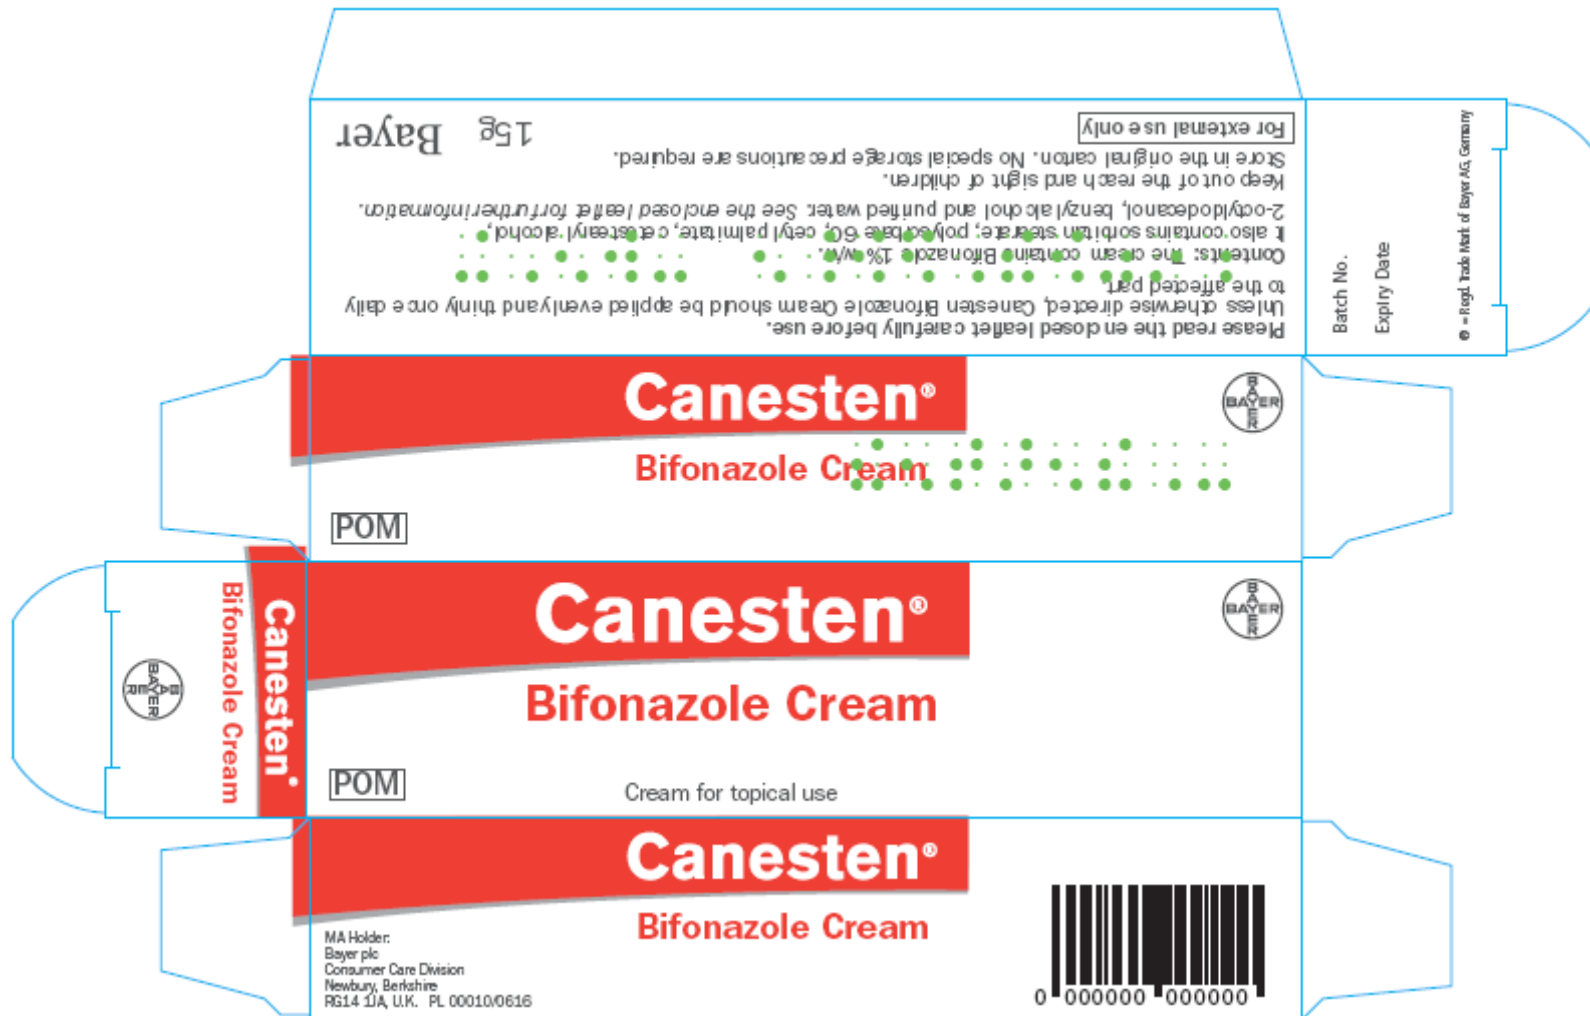 Please read the enclosed leaflet carefully before use.
Unless otherwise directed, Canesten Bifonazole Cream should be applied evenly and thinly once daily
to the affected part.
Contents: The cream contains Bifonazole 1% w/w.
It also contains sorbitan stearate, polysorbate 60, cetyl palmitate, cetostearyl alcohol,
2-octyldodecanol, benzyl alcohol and purified water. See the enclosed leaflet for further information.
Keep out of the reach and sight of children.
Store in the original carton. No special storage precautions are required.
For external use only
15g Bayer
Batch No.
Expiry Date
® = Regd. Trade Mark of Bayer AG, Germany
Canesten®
BAYER
BAYER
Bifonazole Cream
POM
Canesten®
Bifonazole Cream
BAYER
BAYER
Canesten®
BAYER
BAYER
Bifonazole Cream
POM
Cream for topical use
Canesten®
Bifonazole Cream
MA Holder:
Bayer plc
Consumer Care Division
Newbury, Berkshire
RG14 1JA, U.K. PL 00010/0616
0 000000 000000